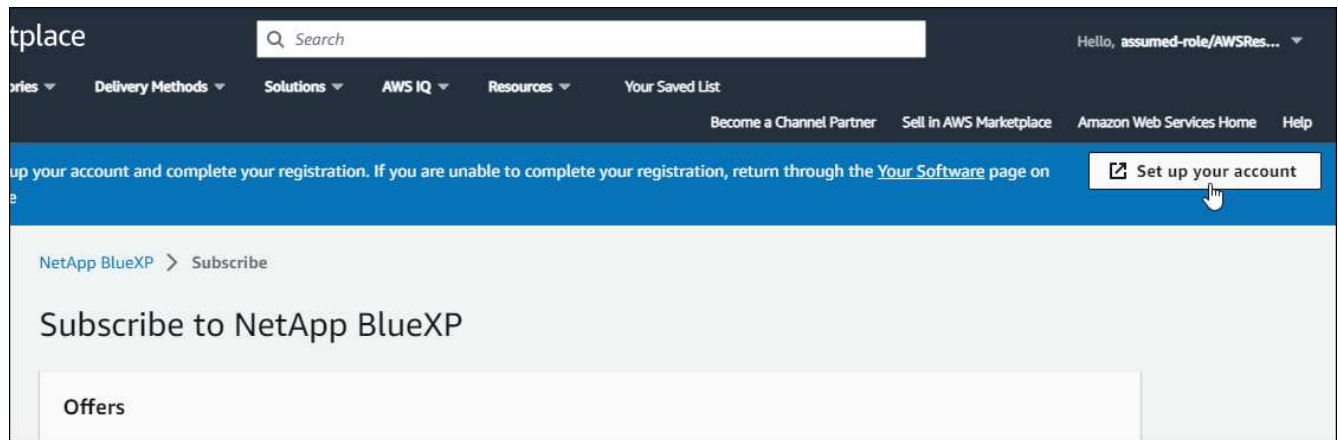 tplace
Search
Hello, assumed-role/AWSRes...
ories Delivery Methods Solutions AWS IQ Resources Your Saved List
Become a Channel Partner Sell in AWS Marketplace Amazon Web Services Home Help
up your account and complete your registration. If you are unable to complete your registration, return through the Your Software page on
e
Set up your account
NetApp BlueXP > Subscribe
Subscribe to NetApp BlueXP
Offers